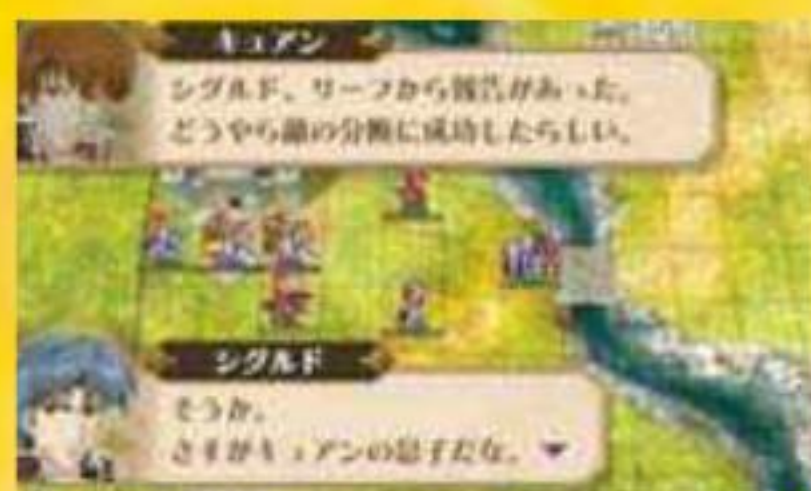 キュアン
シグルド、リーフから報告があった。
どうやら敵の分断に成功したらしい。
シグルド
そうか。
さすがキュアンの息子だな。